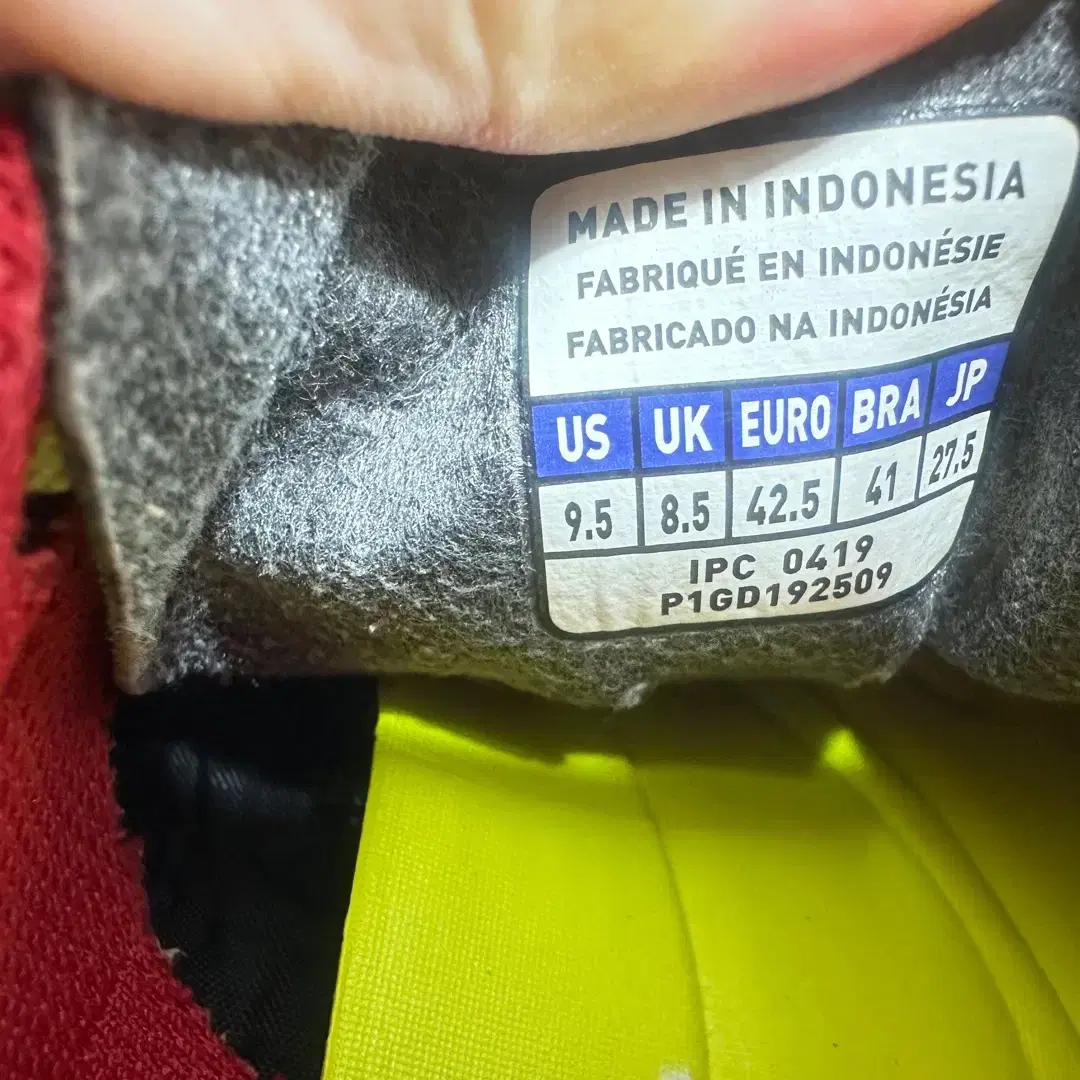 MADE IN INDONESIA
FABRIQUÉ EN INDONÉSIE
FABRICADO NA INDONÉSIA
US UK EURO BRA JP
9.5 8.5 42.5 41 27.5
IPC 0419
P1GD192509